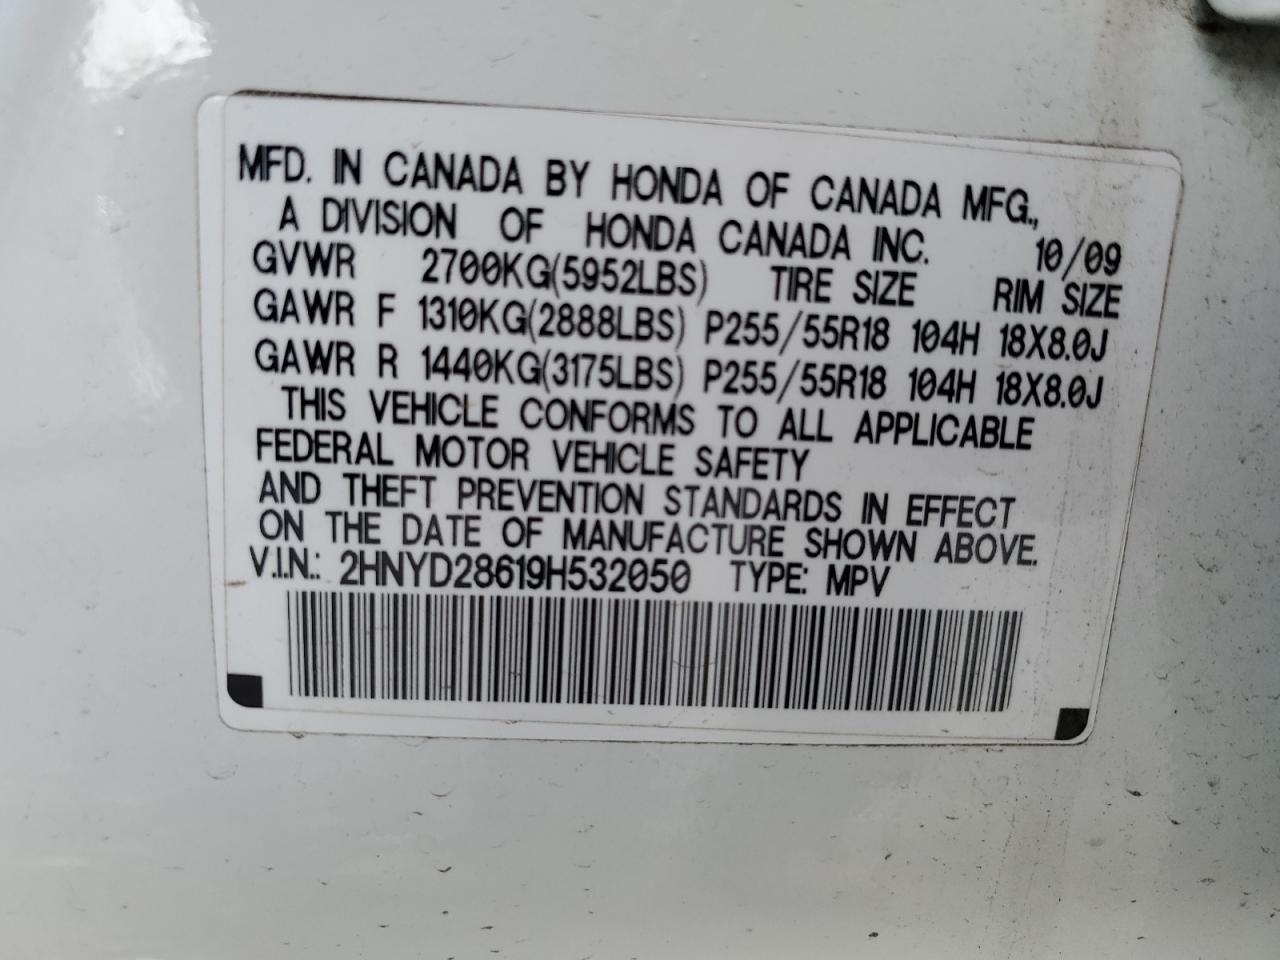 MFD. IN CANADA BY HONDA OF CANADA MFG.,
A DIVISION OF HONDA CANADA INC. 10/09
GVWR 2700KG(5952LBS) TIRE SIZE RIM SIZE
GAWR F 1310KG(2888LBS) P255/55R18 104H 18X8.0J
GAWR R 1440KG(3175LBS) P255/55R18 104H 18X8.0J
THIS VEHICLE CONFORMS TO ALL APPLICABLE
FEDERAL MOTOR VEHICLE SAFETY
AND THEFT PREVENTION STANDARDS IN EFFECT
ON THE DATE OF MANUFACTURE SHOWN ABOVE.
V.I.N.: 2HNYD28619H532050 TYPE: MPV